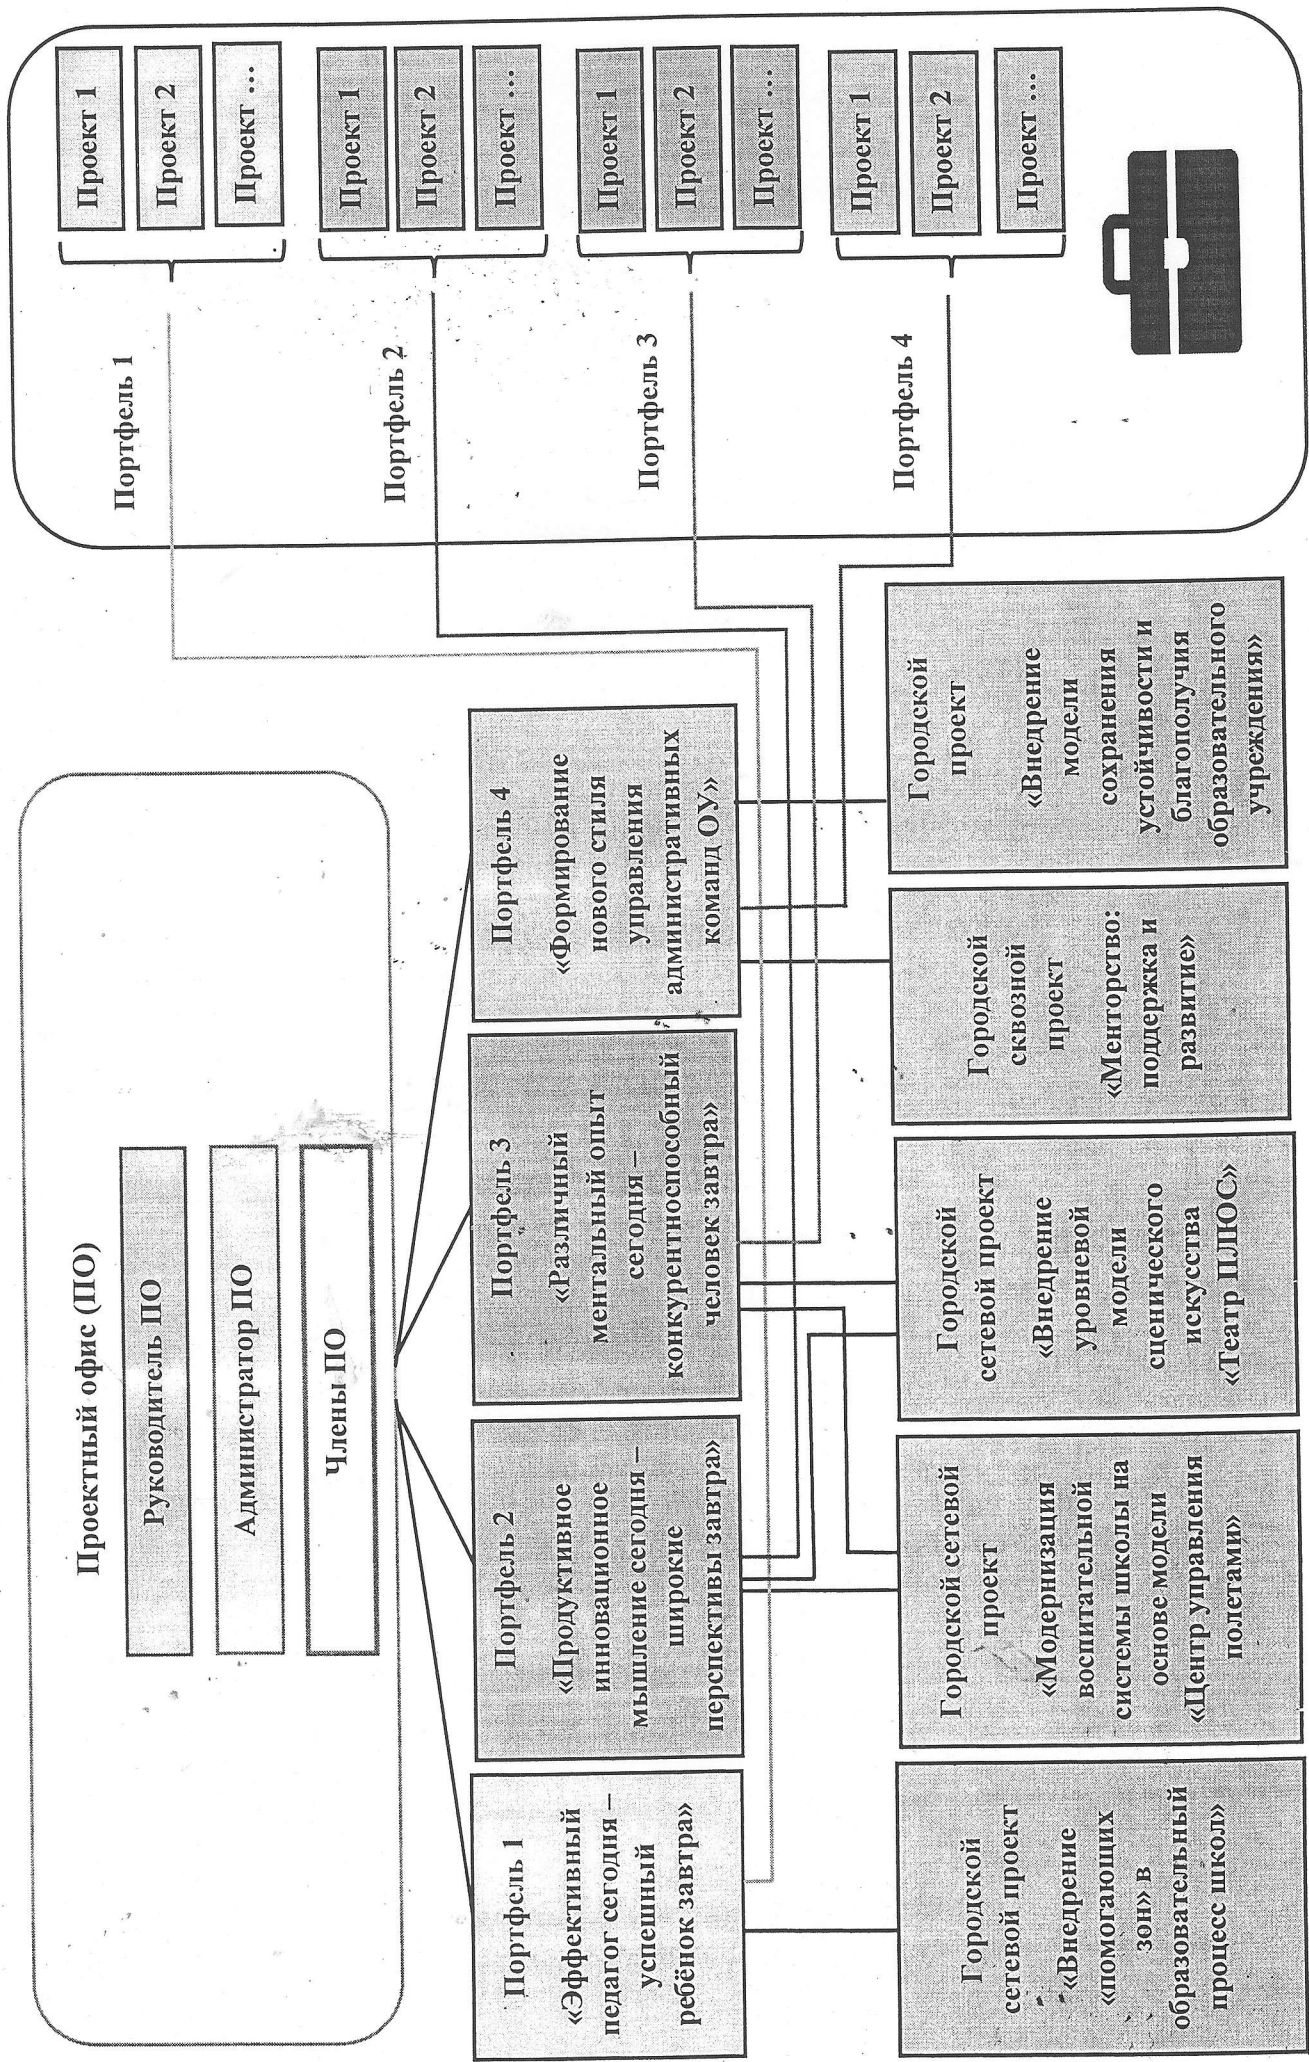 Проектный офис (ПО)
Руководитель ПО
Администратор ПО
Члены ПО
Портфель 1
«Эффективный
педагог сегодня –
успешный
ребёнок завтра»
Портфель 2
«Продуктивное
инновационное
мышление сегодня –
широкие
перспективы завтра»
Портфель 3
«Различный
ментальный опыт
сегодня –
конкурентноспособный
человек завтра»
Портфель 4
«Формирование
нового стиля
управления
административных
команд ОУ»
Городской
сетевой проект
«Внедрение
«помогающих
зон» в
образовательный
процесс школ»
Городской сетевой
проект
«Модернизация
воспитательной
системы школы на
основе модели
«Центр управления
полетами»
Городской
сетевой проект
«Внедрение
уровневой
модели
сценического
искусства
«Театр ПЛЮС»
Городской
сквозной
проект
«Менторство:
поддержка и
развитие»
Городской
проект
«Внедрение
модели
сохранения
устойчивости и
благополучия
образовательного
учреждения»
Портфель 1
Проект 1
Проект 2
Проект ...
Портфель 2
Проект 1
Проект 2
Проект ...
Портфель 3
Проект 1
Проект 2
Проект ...
Портфель 4
Проект 1
Проект 2
Проект ...